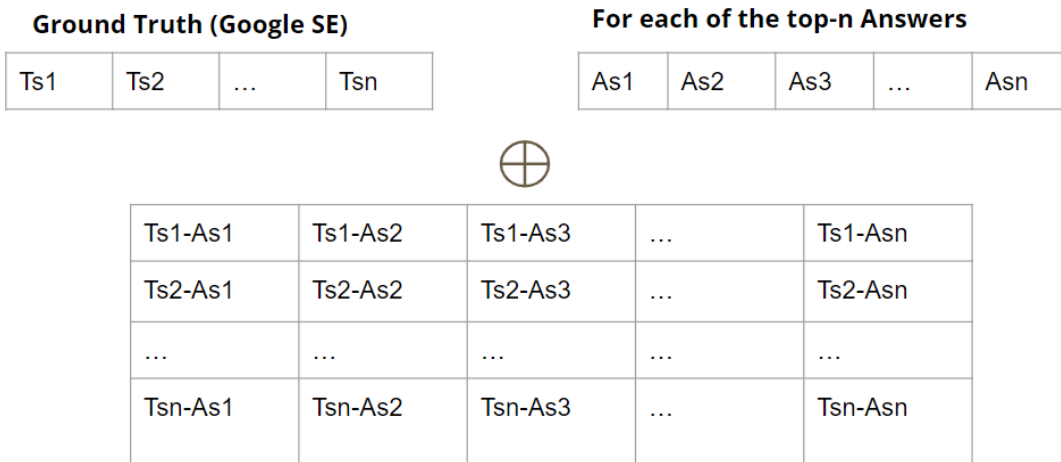 Ground Truth (Google SE)
For each of the top-n Answers
Ts1 Ts2 … Tsn
As1 As2 As3 … Asn
Ts1-As1 Ts1-As2 Ts1-As3 … Ts1-Asn
Ts2-As1 Ts2-As2 Ts2-As3 … Ts2-Asn
… … … … …
Tsn-As1 Tsn-As2 Tsn-As3 … Tsn-Asn